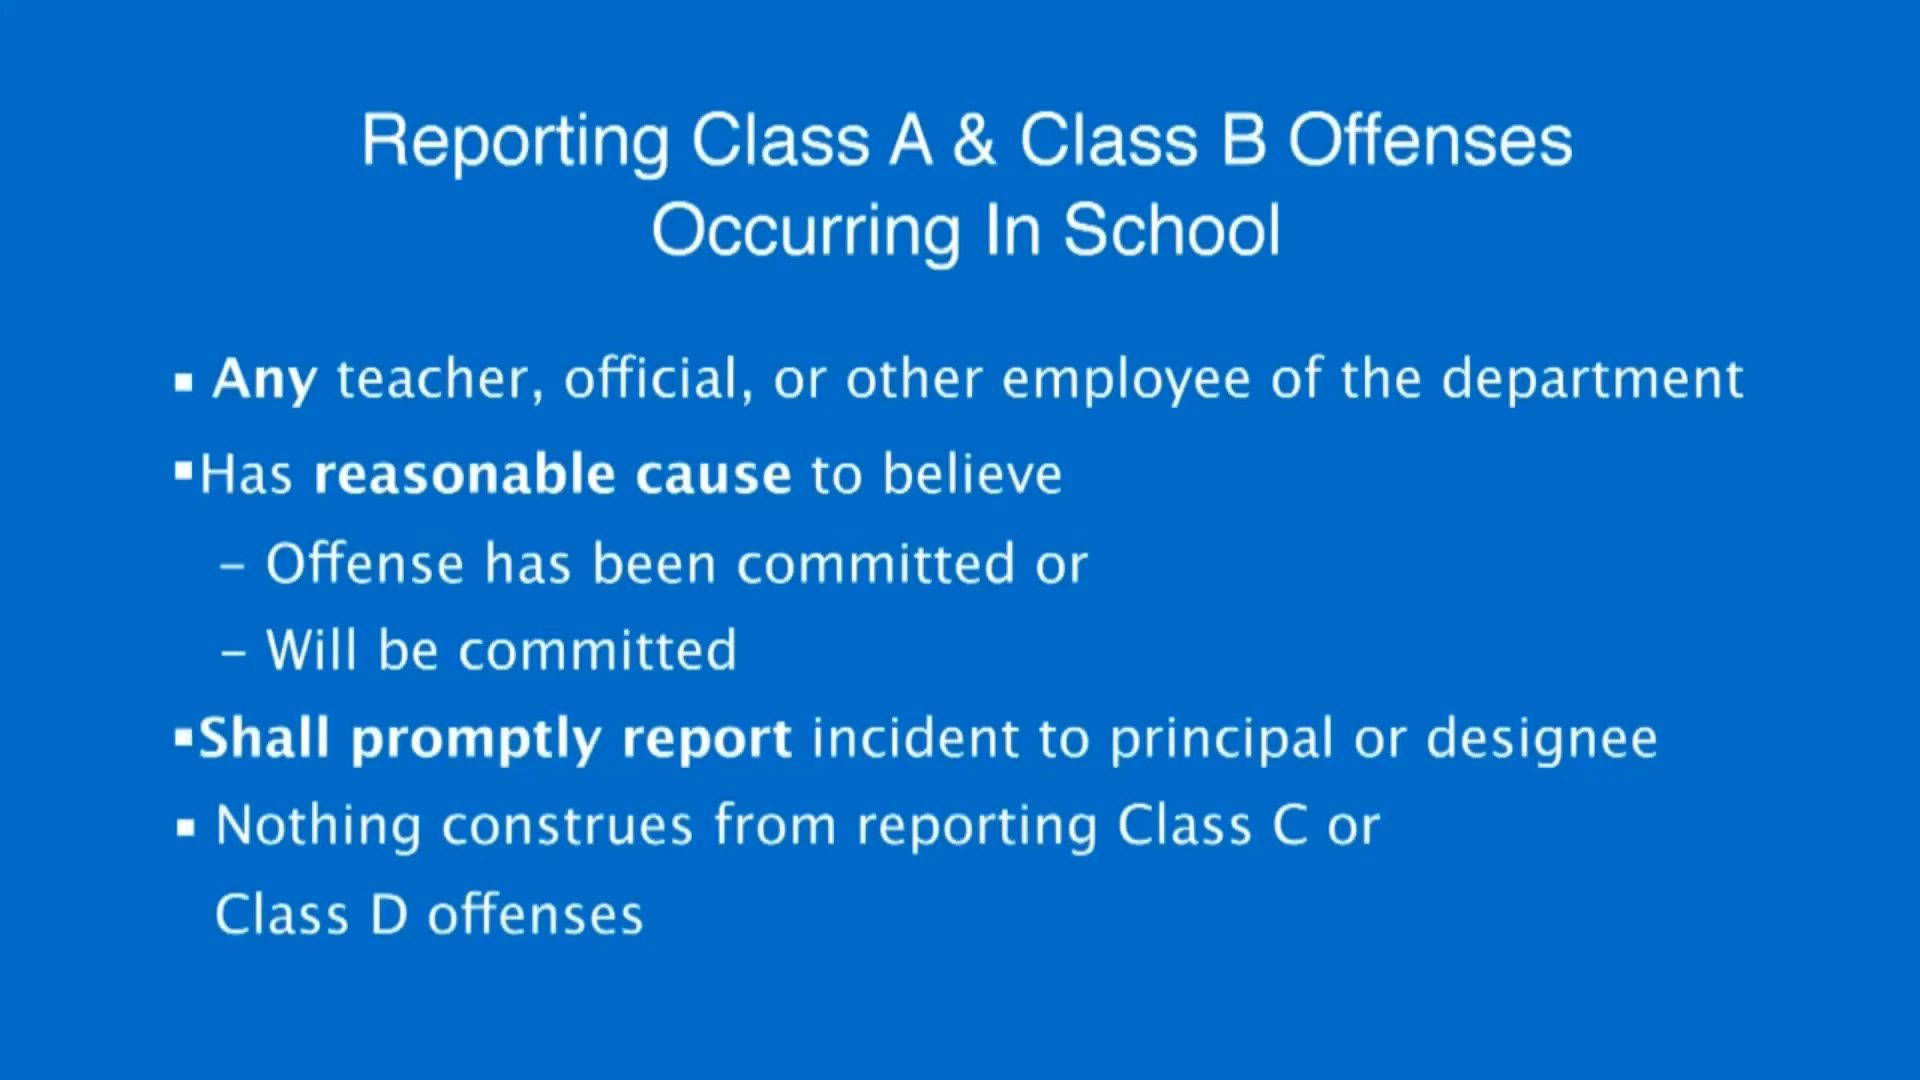 Reporting Class A & Class B Offenses
Occurring In School
▪ Any teacher, official, or other employee of the department
▪Has reasonable cause to believe
– Offense has been committed or
– Will be committed
▪Shall promptly report incident to principal or designee
▪ Nothing construes from reporting Class C or
Class D offenses